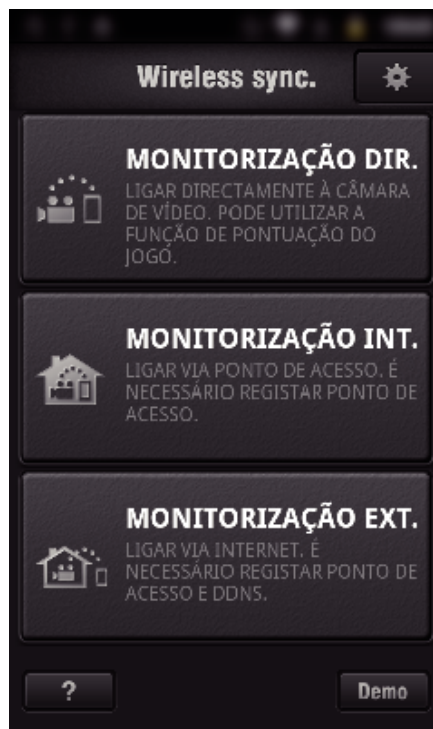 Wireless sync.
MONITORIZAÇÃO DIR.
LIGAR DIRECTAMENTE À CÂMARA
DE VÍDEO. PODE UTILIZAR A
FUNÇÃO DE PONTUAÇÃO DO
JOGÓ.
MONITORIZAÇÃO INT.
LIGAR VIA PONTO DE ACESSO. É
NECESSÁRIO REGISTAR PONTO DE
ACESSO.
MONITORIZAÇÃO EXT.
LIGAR VIA INTERNET. É
NECESSÁRIO REGISTAR PONTO DE
ACESSO E DDNS.
?
Demo